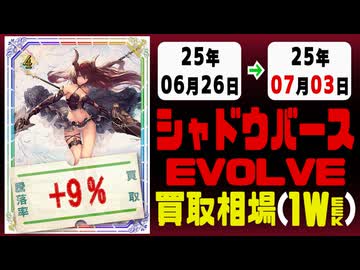 4
25年
06月26日
25年
07月03日
シャドウバース
EVOLVE
買取相場(1WEEK)
騰落率
+9%
買取